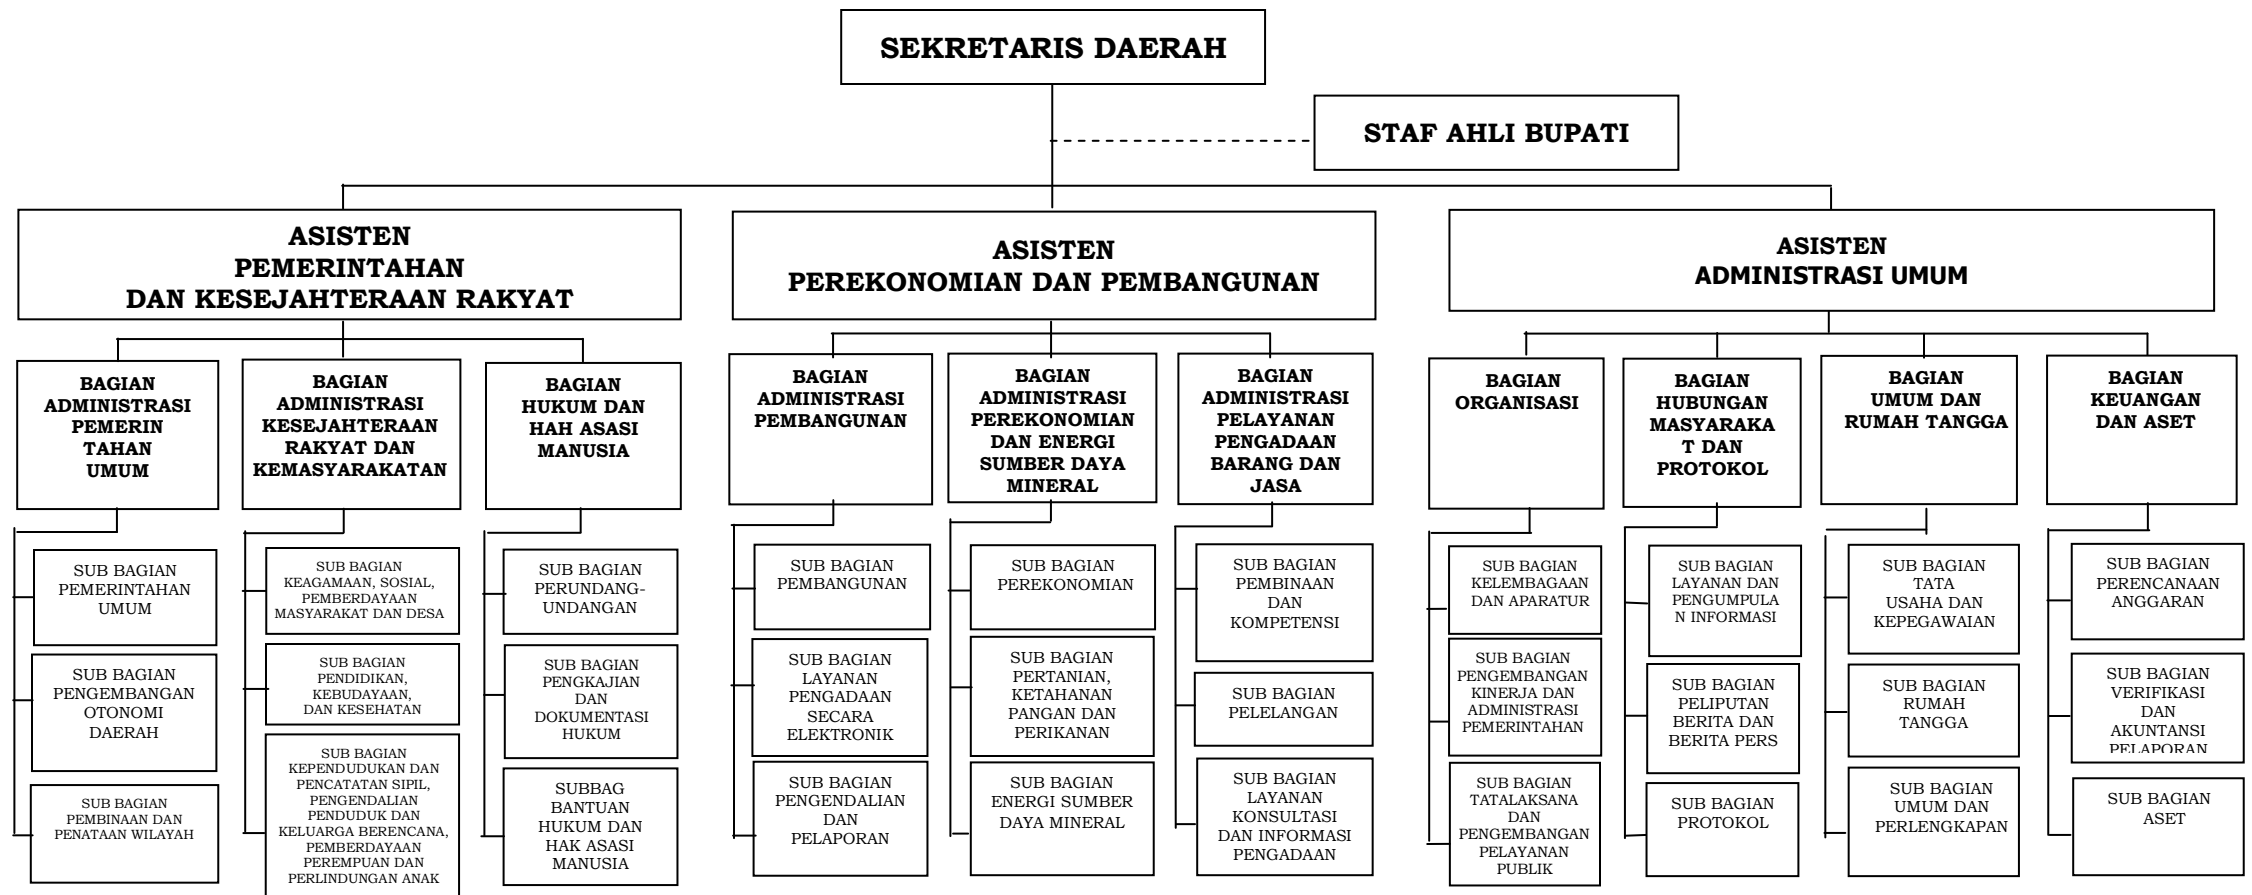 SEKRETARIS DAERAH
STAF AHLI BUPATI
ASISTEN
PEMERINTAHAN
DAN KESEJAHTERAAN RAKYAT
ASISTEN
PEREKONOMIAN DAN PEMBANGUNAN
ASISTEN
ADMINISTRASI UMUM
BAGIAN
ADMINISTRASI
PEMERIN
TAHAN
UMUM
BAGIAN
ADMINISTRASI
KESEJAHTERAAN
RAKYAT DAN
KEMASYARAKATAN
BAGIAN
HUKUM DAN
HAH ASASI
MANUSIA
BAGIAN
ADMINISTRASI
PEMBANGUNAN
BAGIAN
ADMINISTRASI
PEREKONOMIAN
DAN ENERGI
SUMBER DAYA
MINERAL
BAGIAN
ADMINISTRASI
PELAYANAN
PENGADAAN
BARANG DAN
JASA
BAGIAN
ORGANISASI
BAGIAN
HUBUNGAN
MASYARAKA
T DAN
PROTOKOL
BAGIAN
UMUM DAN
RUMAH TANGGA
BAGIAN
KEUANGAN
DAN ASET
SUB BAGIAN
PEMERINTAHAN
UMUM
SUB BAGIAN
PENGEMBANGAN
OTONOMI
DAERAH
SUB BAGIAN
PEMBINAAN DAN
PENATAAN WILAYAH
SUB BAGIAN
KEAGAMAAN, SOSIAL,
PEMBERDAYAAN
MASYARAKAT DAN DESA
SUB BAGIAN
PENDIDIKAN,
KEBUDAYAAN,
DAN KESEHATAN
SUB BAGIAN
KEPENDUDUKAN DAN
PENCATATAN SIPIL,
PENGENDALIAN
PENDUDUK DAN
KELUARGA BERENCANA,
PEMBERDAYAAN
PEREMPUAN DAN
PERLINDUNGAN ANAK
SUB BAGIAN
PERUNDANG-
UNDANGAN
SUB BAGIAN
PENGKAJIAN
DAN
DOKUMENTASI
HUKUM
SUBBAG
BANTUAN
HUKUM DAN
HAK ASASI
MANUSIA
SUB BAGIAN
PEMBANGUNAN
SUB BAGIAN
LAYANAN
PENGADAAN
SECARA
ELEKTRONIK
SUB BAGIAN
PENGENDALIAN
DAN
PELAPORAN
SUB BAGIAN
PEREKONOMIAN
SUB BAGIAN
PERTANIAN,
KETAHANAN
PANGAN DAN
PERIKANAN
SUB BAGIAN
ENERGI SUMBER
DAYA MINERAL
SUB BAGIAN
PEMBINAAN
DAN
KOMPETENSI
SUB BAGIAN
PELELANGAN
SUB BAGIAN
LAYANAN
KONSULTASI
DAN INFORMASI
PENGADAAN
SUB BAGIAN
KELEMBAGAAN
DAN APARATUR
SUB BAGIAN
PENGEMBANGAN
KINERJA DAN
ADMINISTRASI
PEMERINTAHAN
SUB BAGIAN
TATALAKSANA
DAN
PENGEMBANGAN
PELAYANAN
PUBLIK
SUB BAGIAN
LAYANAN DAN
PENGUMPULA
N INFORMASI
SUB BAGIAN
PELIPUTAN
BERITA DAN
BERITA PERS
SUB BAGIAN
PROTOKOL
SUB BAGIAN
TATA
USAHA DAN
KEPEGAWAIAN
SUB BAGIAN
RUMAH
TANGGA
SUB BAGIAN
UMUM DAN
PERLENGKAPAN
SUB BAGIAN
PERENCANAAN
ANGGARAN
SUB BAGIAN
VERIFIKASI
DAN
AKUNTANSI
PELAPORAN
SUB BAGIAN
ASET